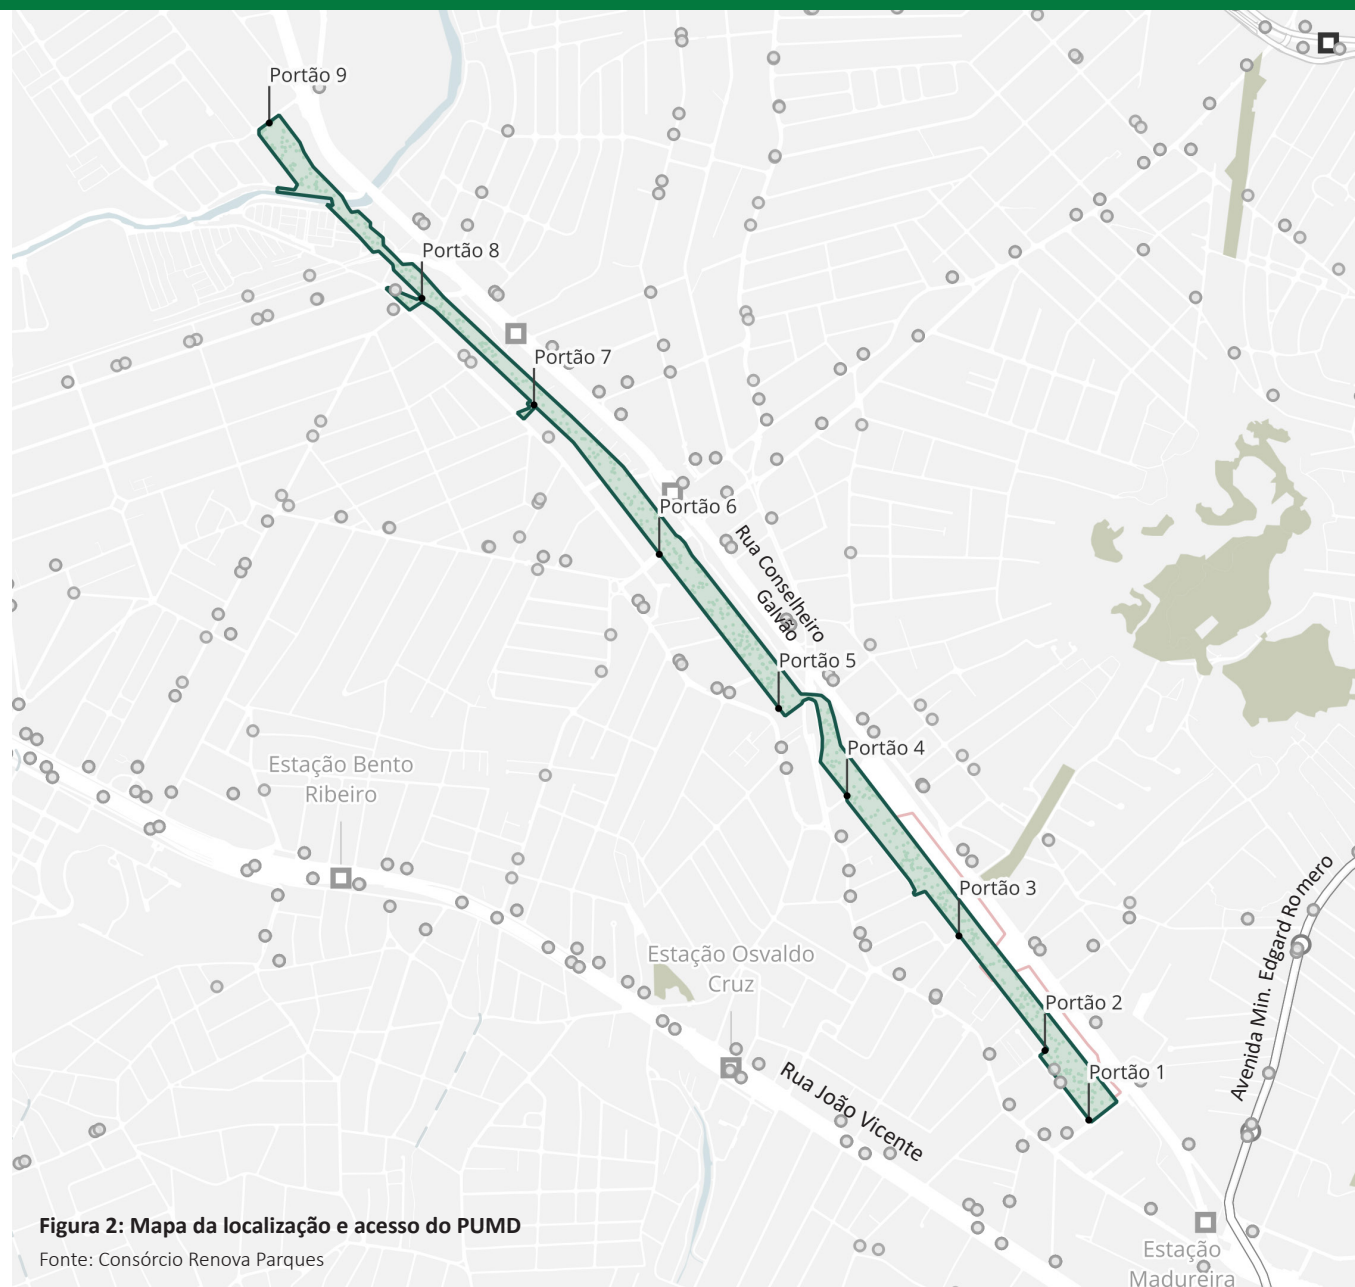 Portão 9
Portão 8
Portão 7
Portão 6
Rua Conselheiro
Galvão
Portão 5
Portão 4
Estação Bento
Ribeiro
Portão 3
Avenida Min. Edgard Romero
Estação Osvaldo
Cruz
Portão 2
Portão 1
Rua João Vicente
Figura 2: Mapa da localização e acesso do PUMD
Fonte: Consórcio Renova Parques
Estação
Madureira